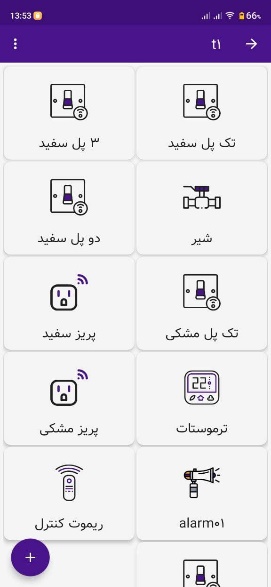 13:53 66%
t۱
تک پل سفید
۳ پل سفید
شیر
دو پل سفید
تک پل مشکی
پریز سفید
22
ترموستات
پریز مشکی
alarm۰۱
ریموت کنترل
+